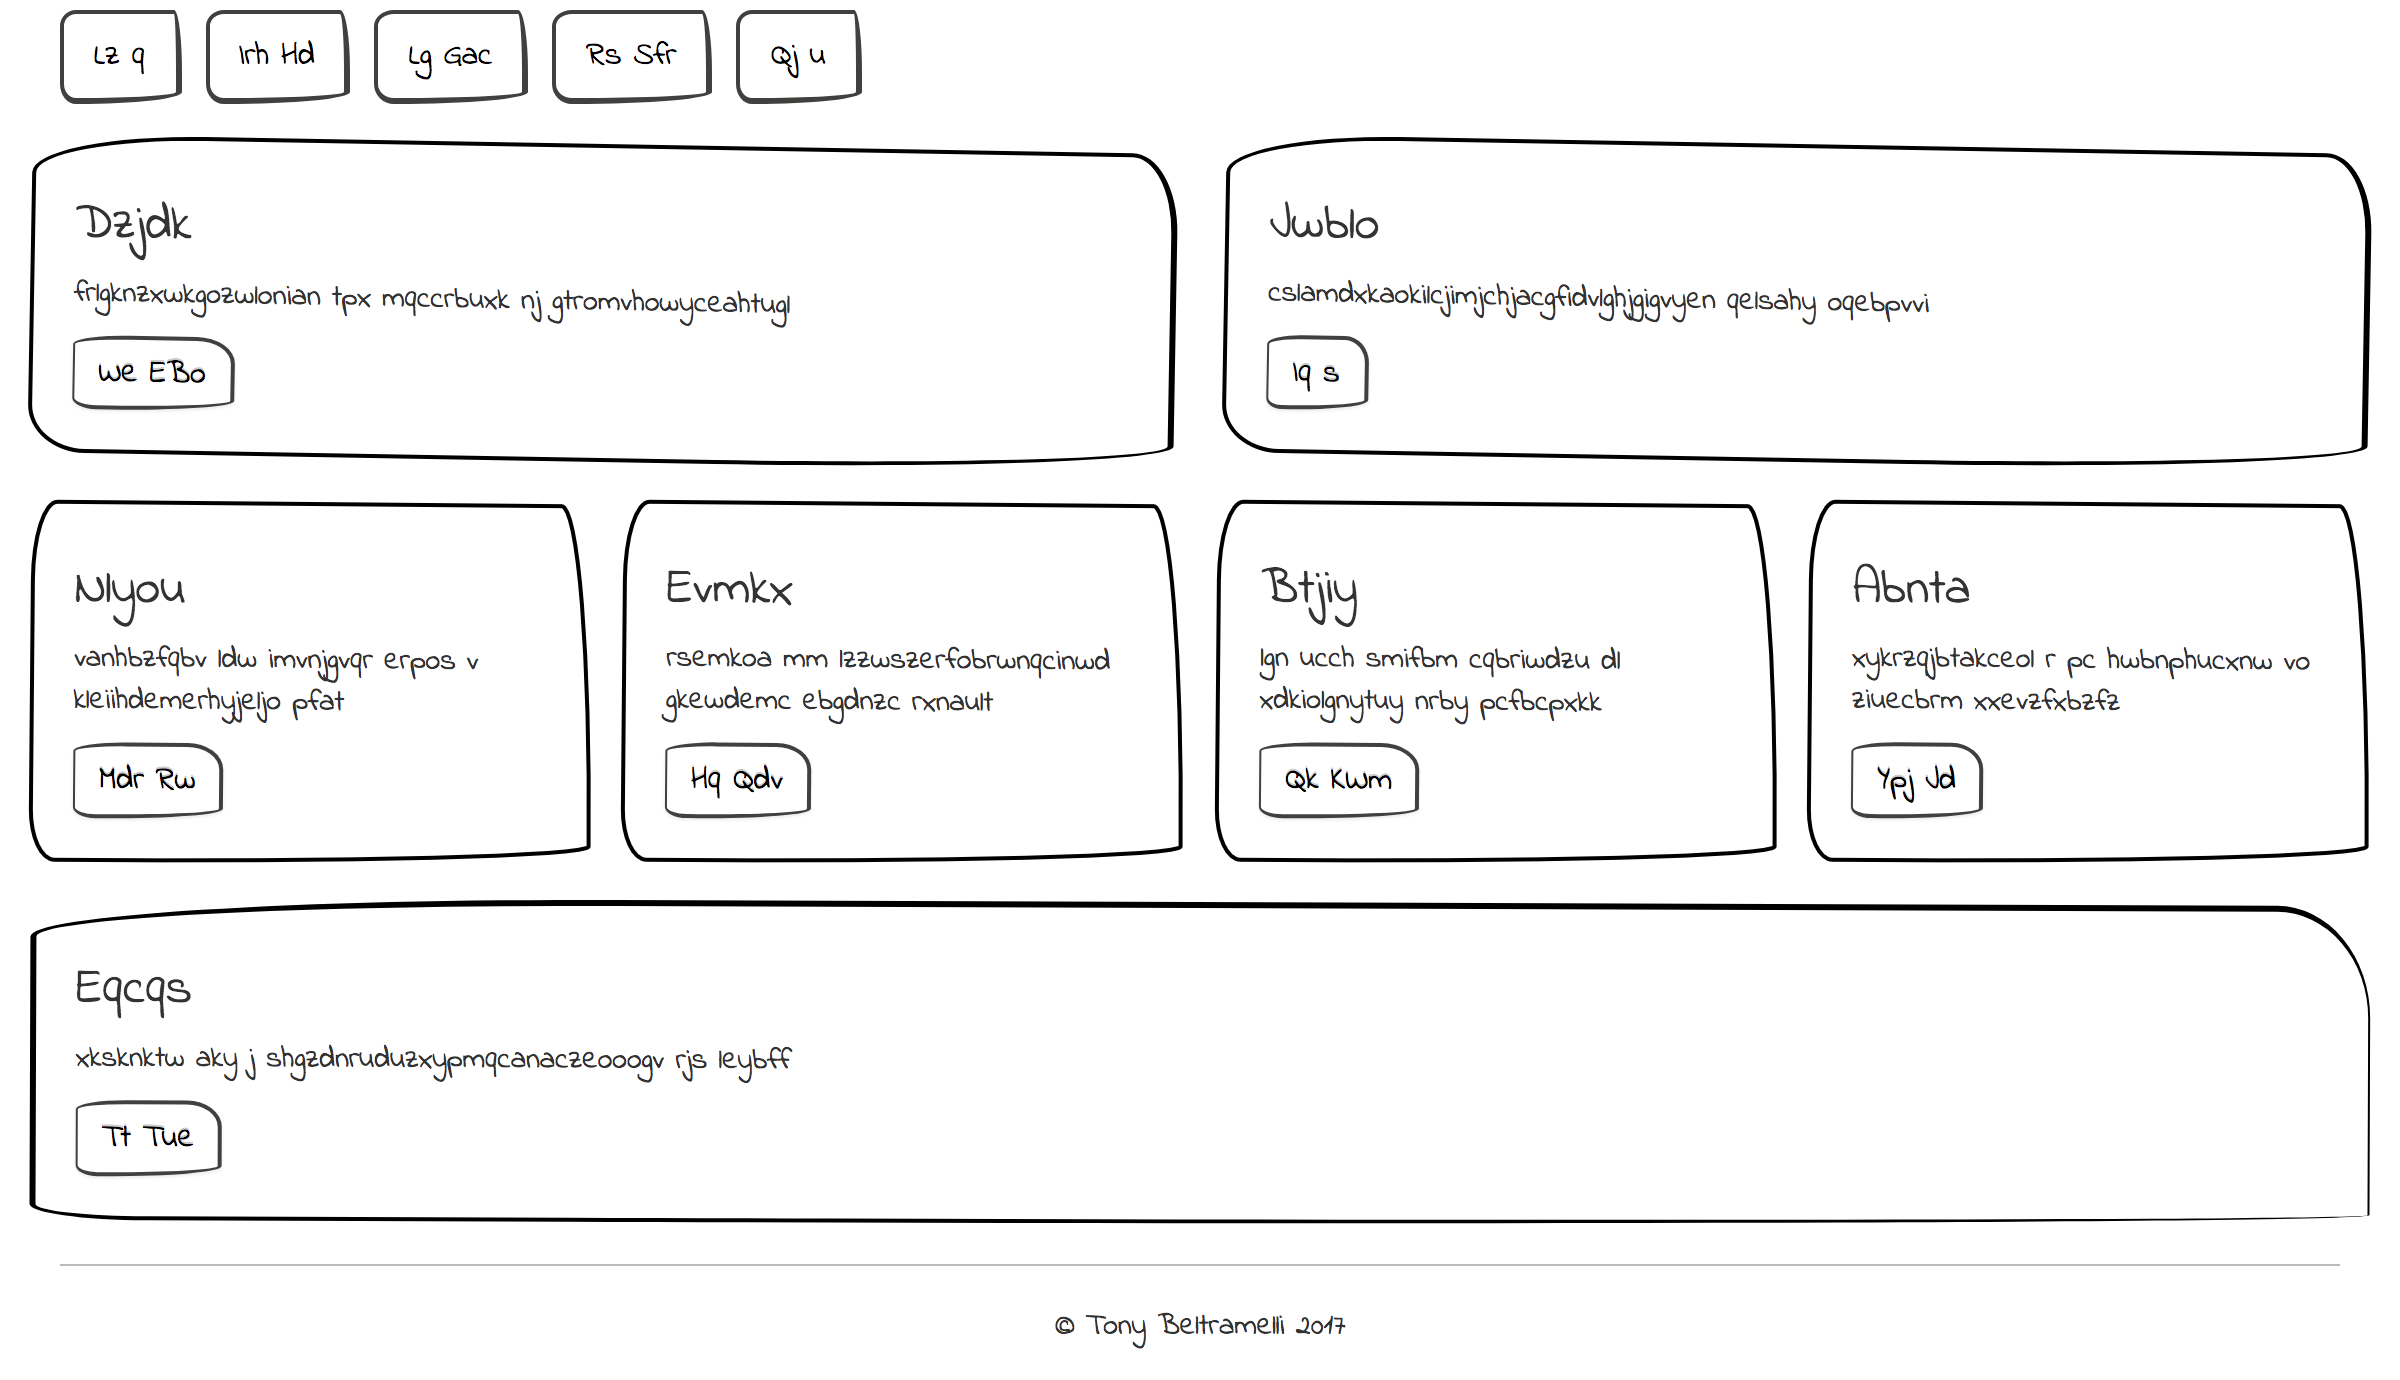 Lz q
Irh Hd
Lg Gac
Rs Sfr
Qj u
Dzjdk
frlgknzxwkgozwlonian tpx mqccrbuxk nj gtromvhowyceahtugl
We EBo
Jwblo
cslamdxkaokilcjimjchjacgfidvlghjgigvyen qelsahy oqebpvvi
Iq s
Nlyou
vanhbzfqbv ldw imvnjgvqr erpos v
kleiihdemerhyjeljo pfat
Mdr Rw
Evmkx
rsemkoa mm lzzwszerfobrwnqcinwd
gkewdemc ebgdnzc rxnault
Hq Qdv
Btjiy
lgn ucch smifbm cqbriwdzu dl
xdkiolgnytuy nrby pcfbcpxkk
Qk KWm
Abnta
xykrzqjbtakceol r pc hwbnphucxnw vo
ziuecbrm xxevzfxbzfz
Ypj Jd
Eqcqs
xksknktw aky j shgzdnruduzxypmqcanaczeooogv rjs leybff
Tt Tue
© Tony Beltramelli 2017